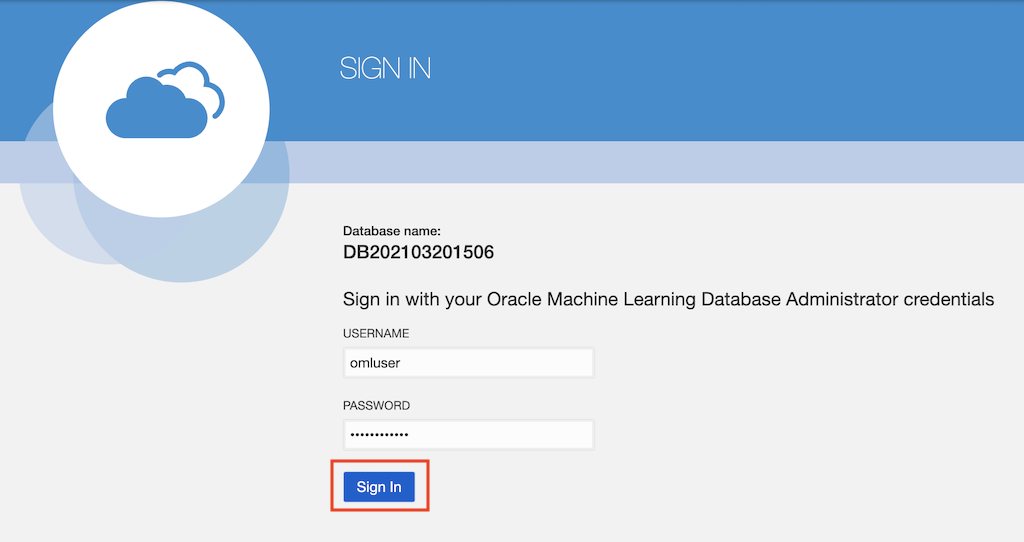 SIGN IN
Database name:
DB202103201506
Sign in with your Oracle Machine Learning Database Administrator credentials
USERNAME
omluser
PASSWORD
••••••••••••
Sign In